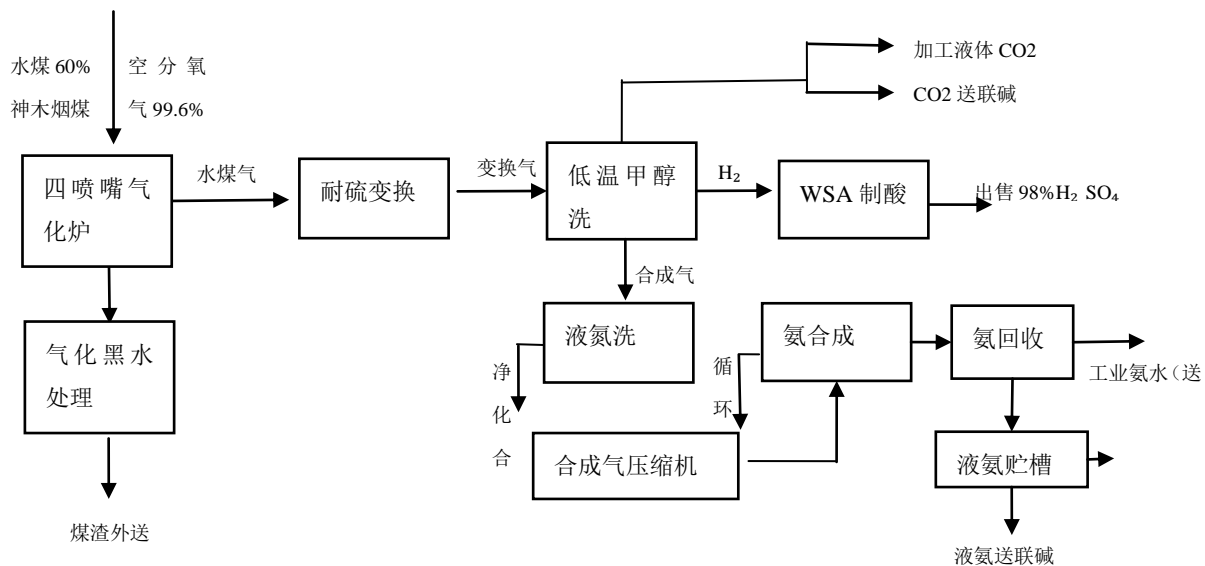 水煤 60%
神木烟煤
空分氧
气 99.6%
四喷嘴气
化炉
水煤气
耐硫变换
变换气
低温甲醇
洗
加工液体 CO2
CO2 送联碱
H₂
WSA 制酸
出售 98%H₂ SO₄
合成气
气化黑水
处理
煤渣外送
液氮洗
净
化
合
合成气压缩机
循
环
氨合成
氨回收
工业氨水（送
液氨贮槽
液氨送联碱